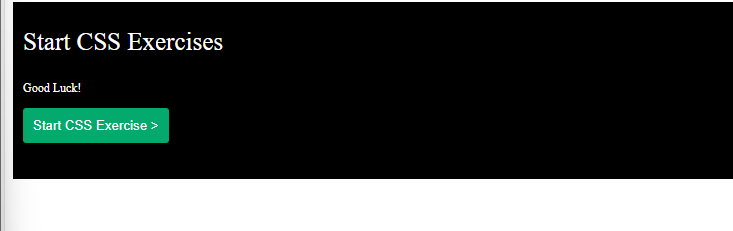 Start CSS Exercises
Good Luck!
Start CSS Exercise >